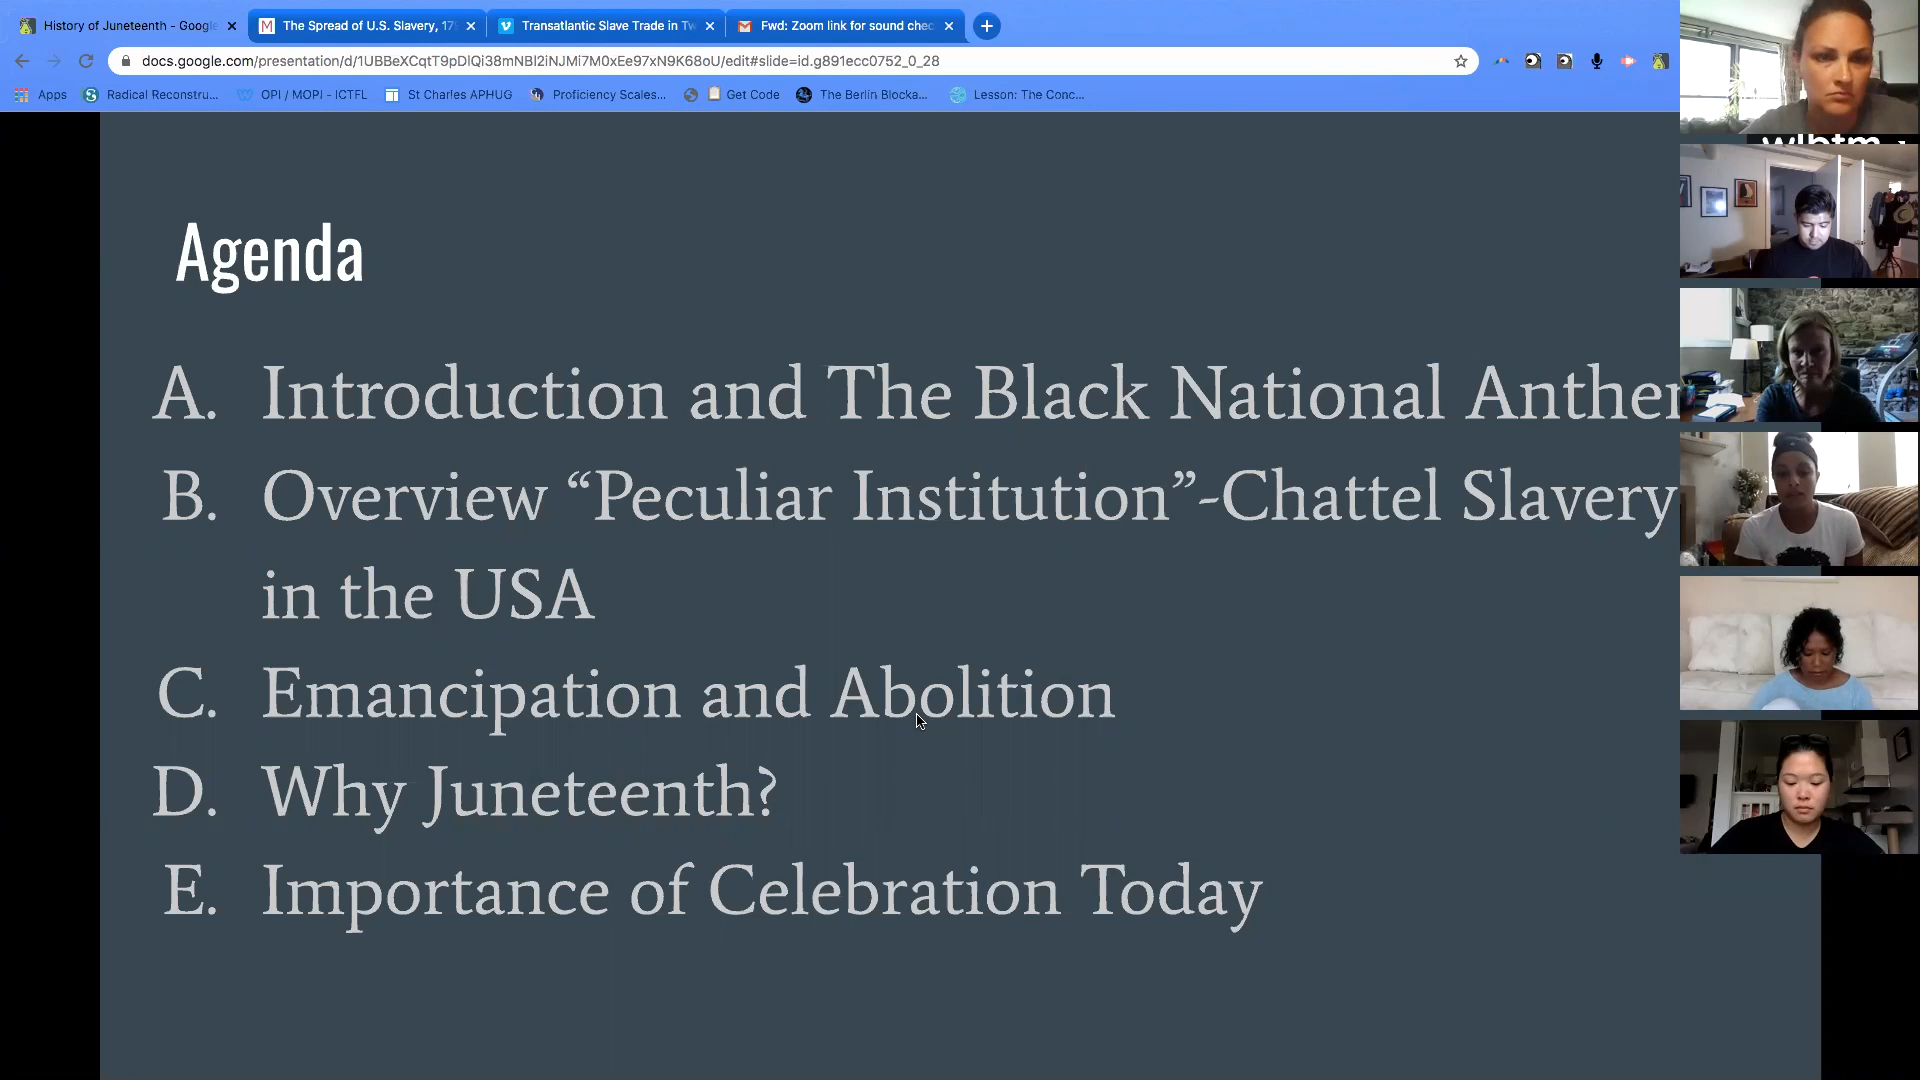 History of Juneteenth - Google
The Spread of U.S. Slavery, 179
Transatlantic Slave Trade in Tw
Fwd: Zoom link for sound chec
docs.google.com/presentation/d/1UBBeXCqtT9pDlQi38mNBl2iNJMi7M0xEe97xN9K68oU/edit#slide=id.g891ecc0752_0_28
Apps
Radical Reconstru...
OPI / MOPI - ICTFL
St Charles APHUG
Proficiency Scales...
Get Code
The Berlin Blocka...
Lesson: The Conc...
Agenda
A. Introduction and The Black National Anthe
B. Overview “Peculiar Institution”-Chattel Slavery
in the USA
C. Emancipation and Abolition
D. Why Juneteenth?
E. Importance of Celebration Today